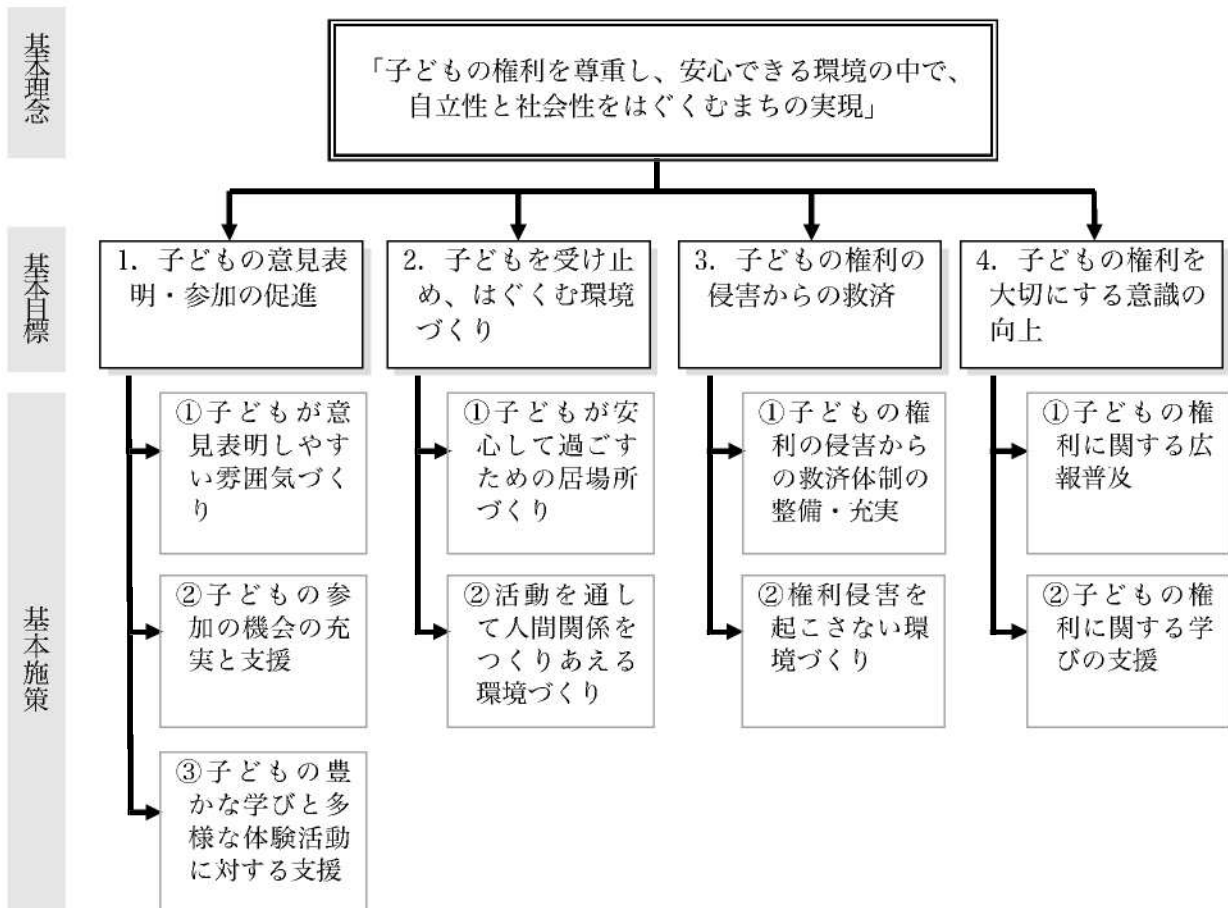 基本理念
「子どもの権利を尊重し、安心できる環境の中で、
自立性と社会性をはぐくむまちの実現」
基本目標
1. 子どもの意見表
明・参加の促進
2. 子どもを受け止
め、はぐくむ環境
づくり
3. 子どもの権利の
侵害からの救済
4. 子どもの権利を
大切にする意識の
向上
基本施策
①子どもが意
見表明しやす
い雰囲気づく
り
②子どもの参
加の機会の充
実と支援
③子どもの豊
かな学びと多
様な体験活動
に対する支援
①子どもが安
心して過ごす
ための居場所
づくり
②活動を通し
て人間関係を
つくりあえる
環境づくり
①子どもの権
利の侵害から
の救済体制の
整備・充実
②権利侵害を
起こさない環
境づくり
①子どもの権
利に関する広
報普及
②子どもの権
利に関する学
びの支援